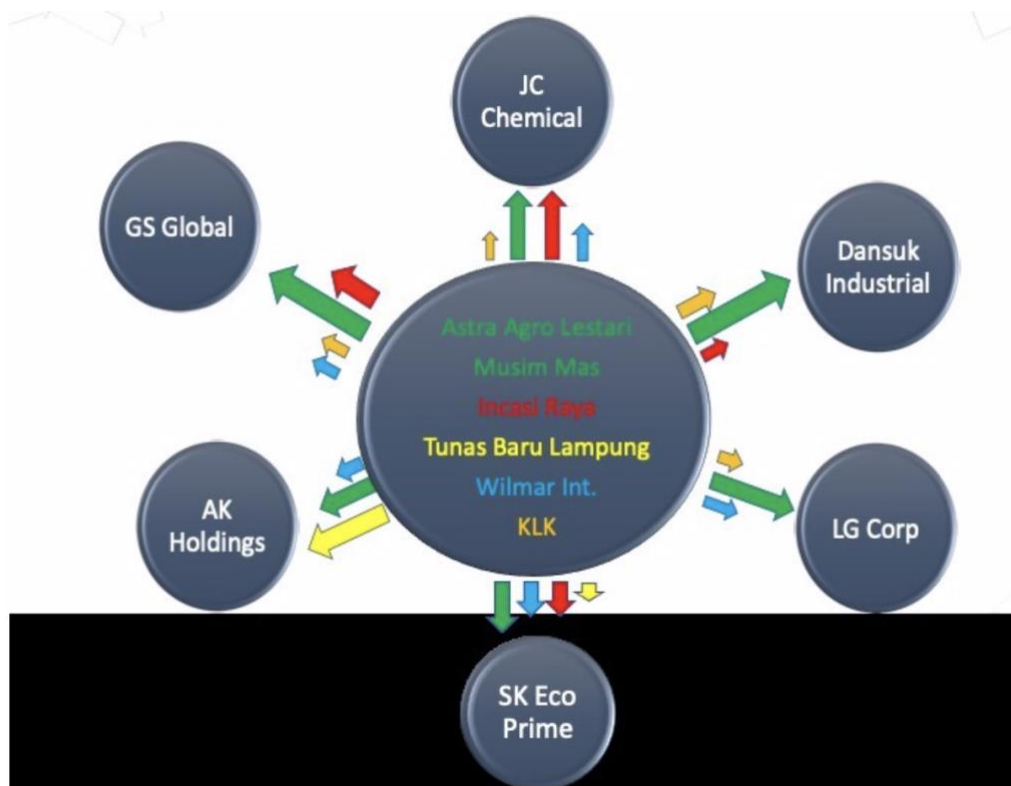 JC
Chemical
GS Global
Dansuk
Industrial
Astra Agro Lestari
Musim Mas
Incasi Raya
Tunas Baru Lampung
Wilmar Int.
KLK
AK
Holdings
LG Corp
SK Eco
Prime